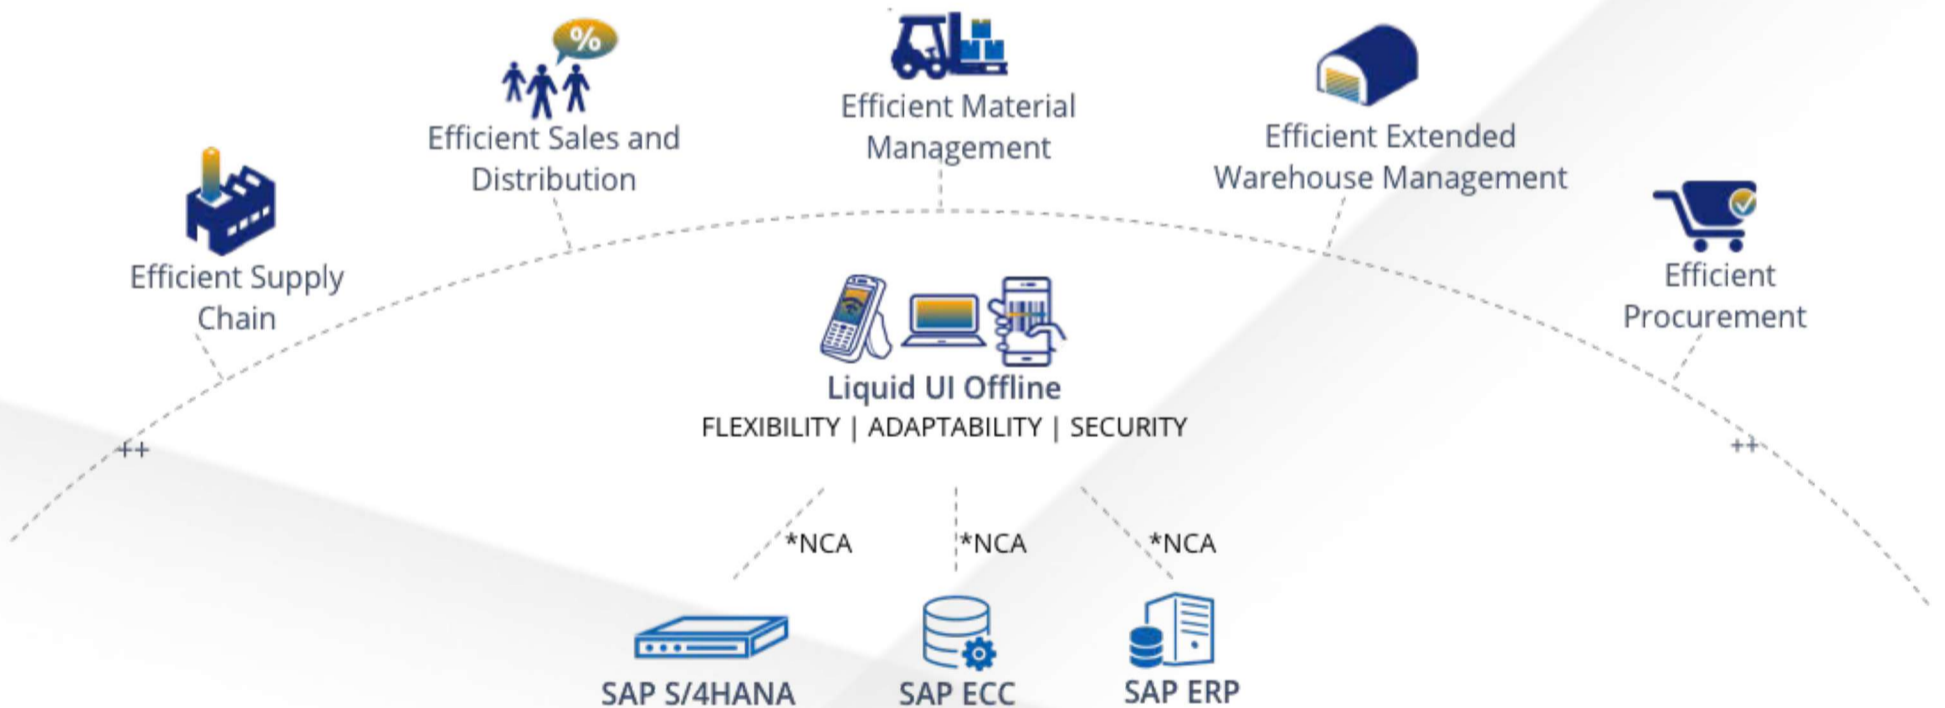 %
Efficient Material
Management
Efficient Sales and
Distribution
Efficient Extended
Warehouse Management
Efficient Supply
Chain
Efficient
Procurement
Liquid UI Offline
FLEXIBILITY | ADAPTABILITY | SECURITY
++
++
*NCA
*NCA
*NCA
SAP S/4HANA
SAP ECC
SAP ERP